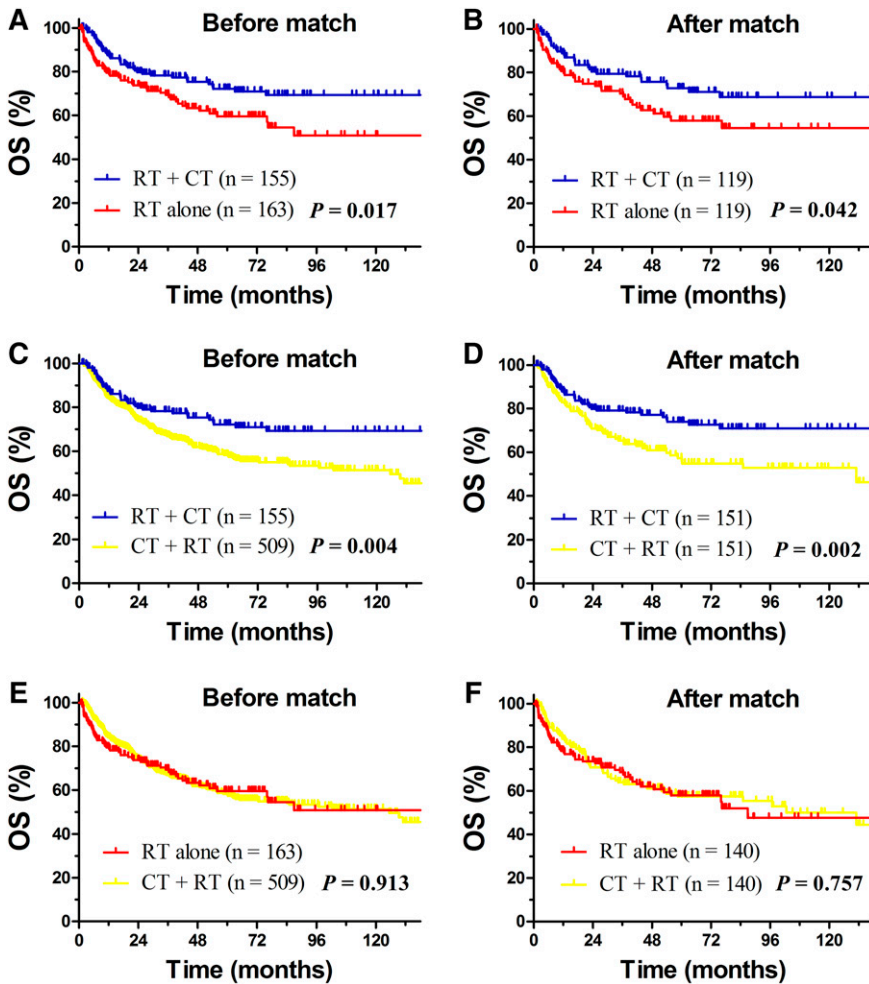 A Before match
OS (%)
100
80
60
40
20
0
RT + CT (n = 155)
RT alone (n = 163) P = 0.017
0 24 48 72 96 120
Time (months)
B After match
OS (%)
100
80
60
40
20
0
RT + CT (n = 119)
RT alone (n = 119) P = 0.042
0 24 48 72 96 120
Time (months)
C Before match
OS (%)
100
80
60
40
20
0
RT + CT (n = 155)
CT + RT (n = 509) P = 0.004
0 24 48 72 96 120
Time (months)
D After match
OS (%)
100
80
60
40
20
0
RT + CT (n = 151)
CT + RT (n = 151) P = 0.002
0 24 48 72 96 120
Time (months)
E Before match
OS (%)
100
80
60
40
20
0
RT alone (n = 163)
CT + RT (n = 509) P = 0.913
0 24 48 72 96 120
Time (months)
F After match
OS (%)
100
80
60
40
20
0
RT alone (n = 140)
CT + RT (n = 140) P = 0.757
0 24 48 72 96 120
Time (months)